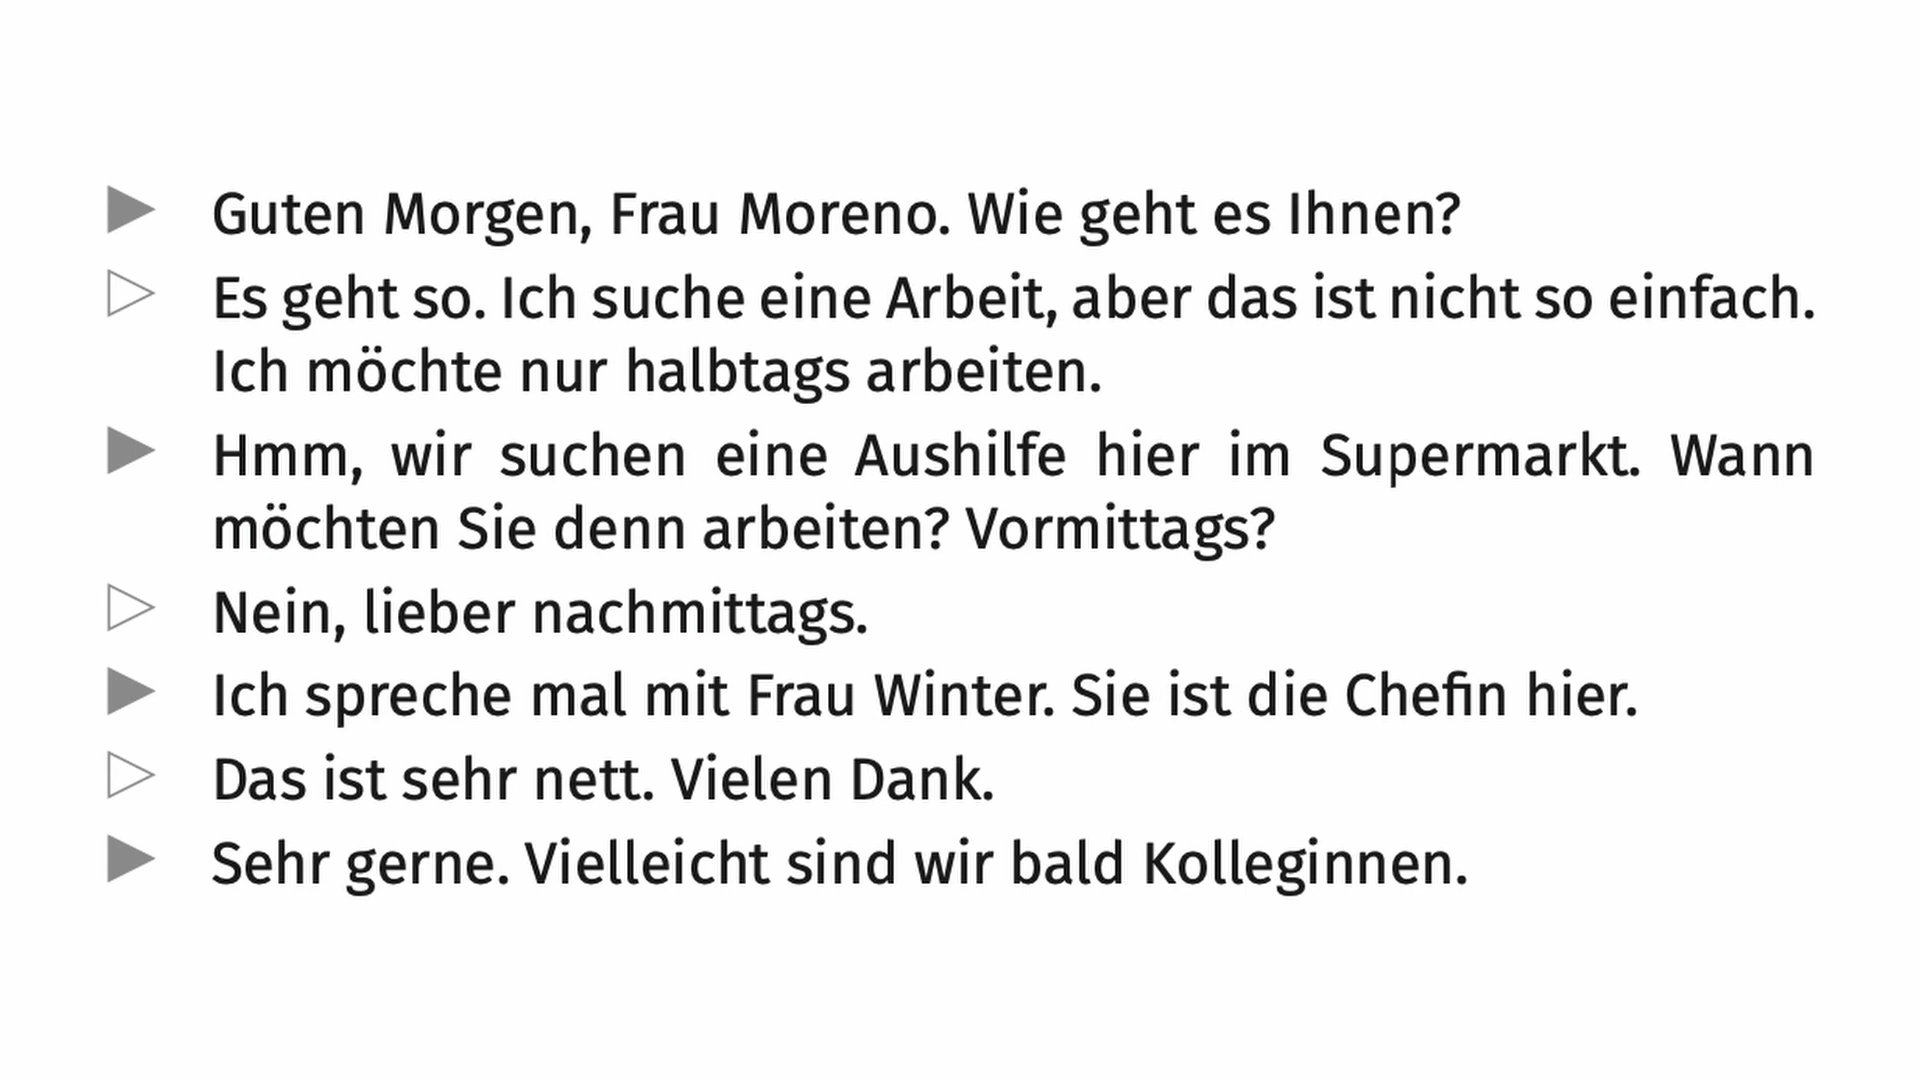 Guten Morgen, Frau Moreno. Wie geht es Ihnen?
Es geht so. Ich suche eine Arbeit, aber das ist nicht so einfach.
Ich möchte nur halbtags arbeiten.
Hmm, wir suchen eine Aushilfe hier im Supermarkt. Wann
möchten Sie denn arbeiten? Vormittags?
Nein, lieber nachmittags.
Ich spreche mal mit Frau Winter. Sie ist die Chefin hier.
Das ist sehr nett. Vielen Dank.
Sehr gerne. Vielleicht sind wir bald Kolleginnen.